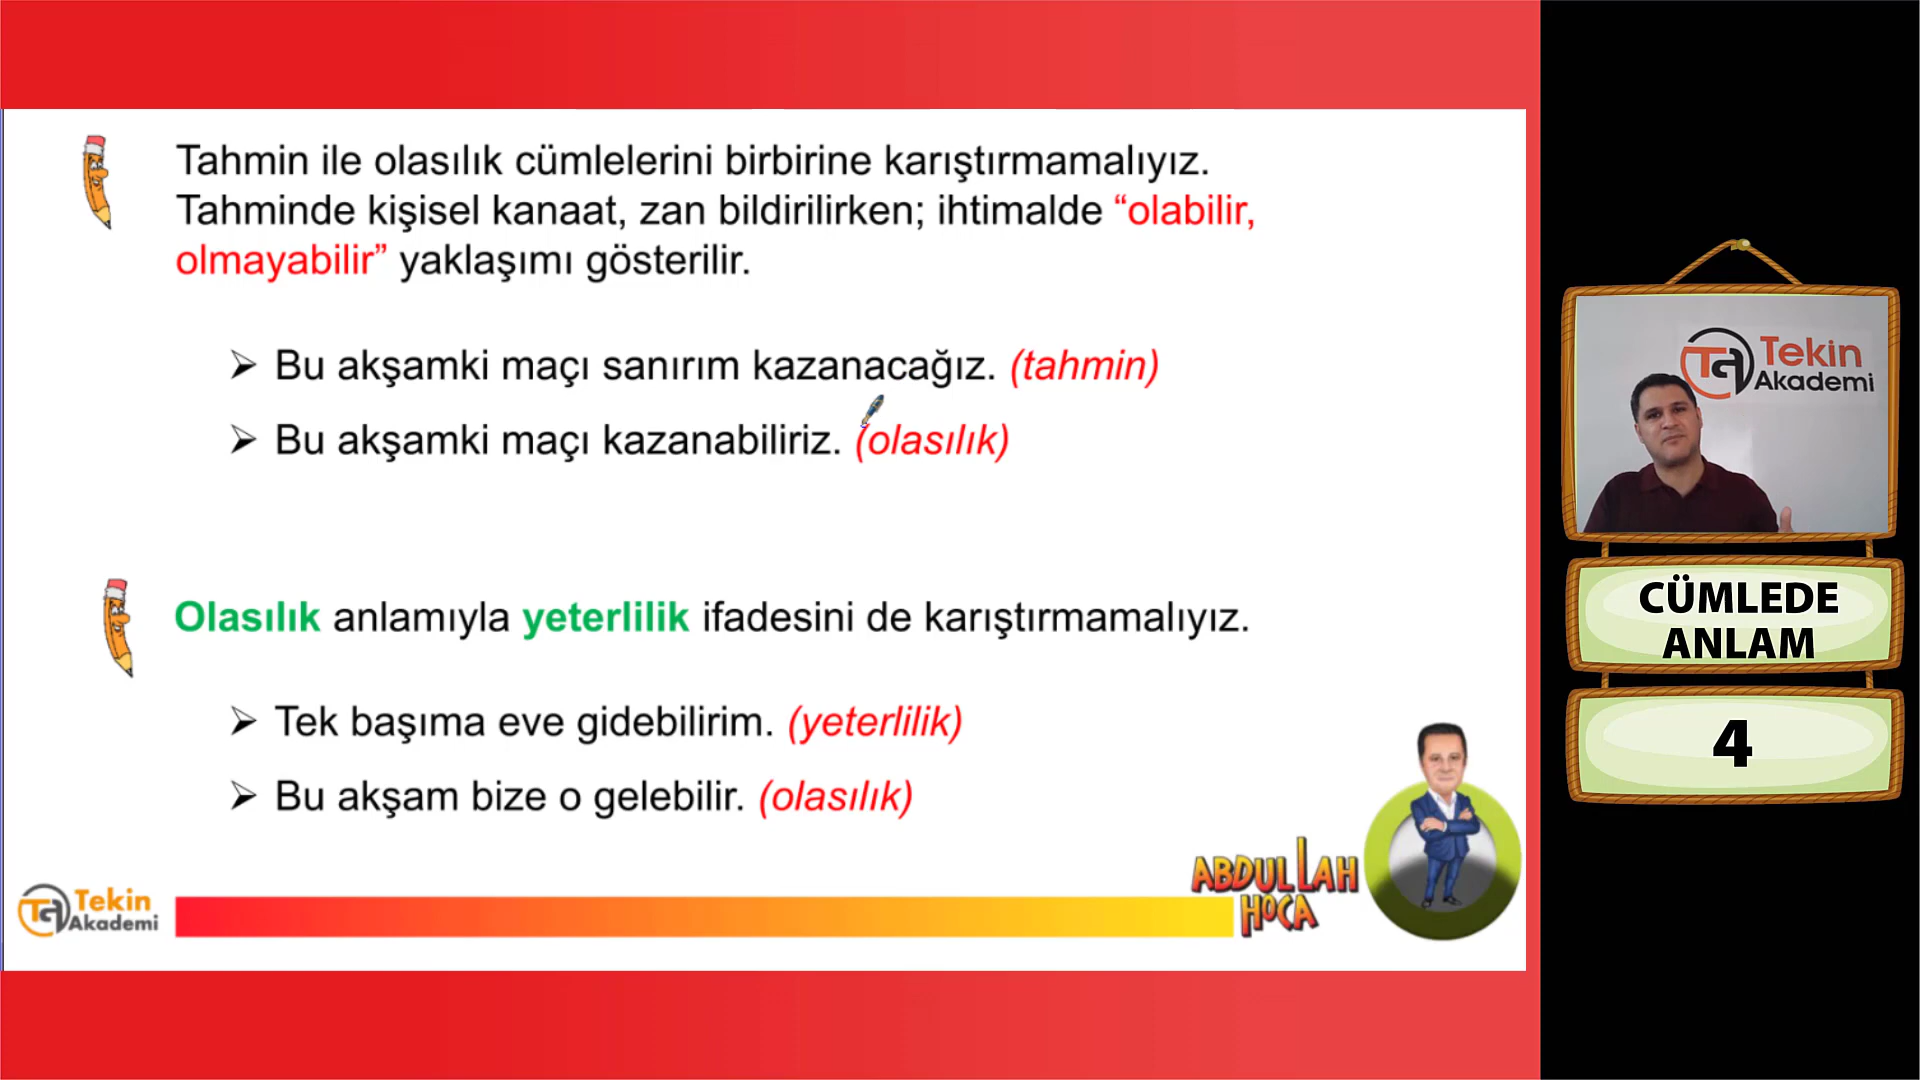 Tahmin ile olasılık cümlelerini birbirine karıştırmamalıyız.
Tahminde kişisel kanaat, zan bildirilirken; ihtimalde “olabilir,
olmayabilir” yaklaşımı gösterilir.
➢ Bu akşamki maçı sanırım kazanacağız. (tahmin)
➢ Bu akşamki maçı kazanabiliriz. (olasılık)
Olasılık anlamıyla yeterlilik ifadesini de karıştırmamalıyız.
➢ Tek başıma eve gidebilirim. (yeterlilik)
➢ Bu akşam bize o gelebilir. (olasılık)
Tekin
Akademi
ABDULLAH
HOCA
Tekin
Akademi
CÜMLEDE
ANLAM
4